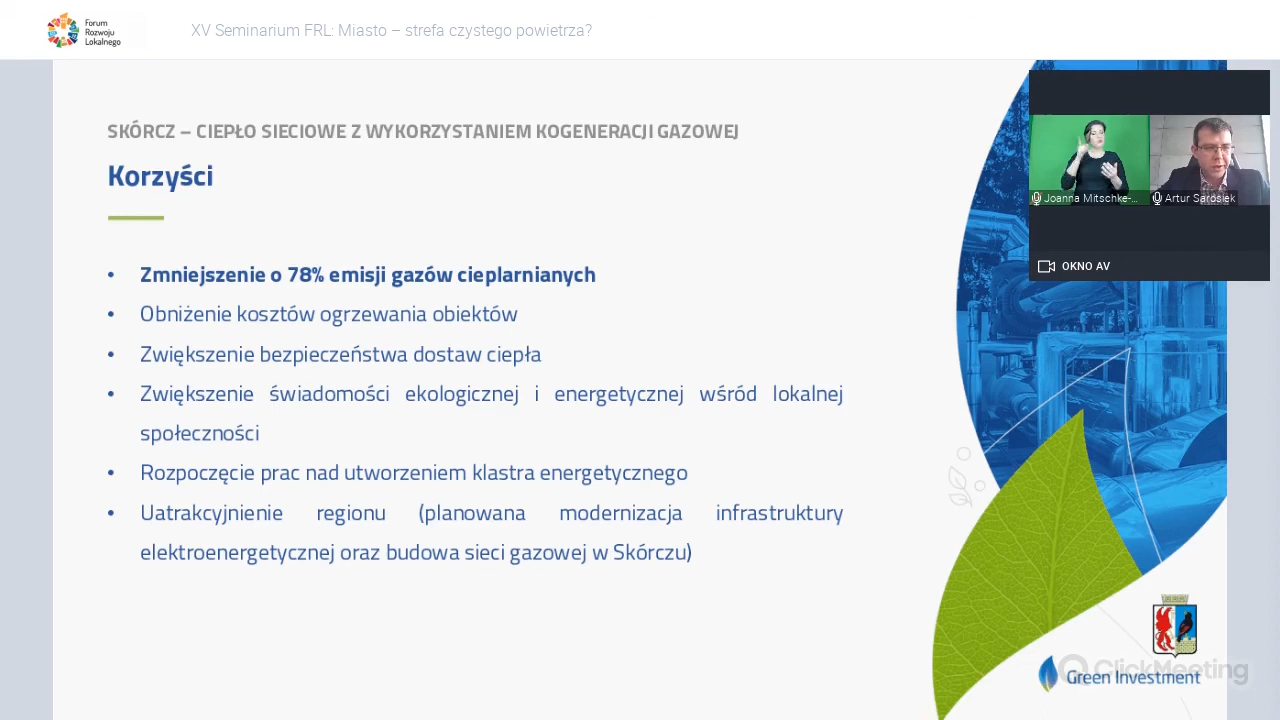 Forum
Rozwoju
Lokalnego
XV Seminarium FRL: Miasto – strefa czystego powietrza?
SKÓRCZ – CIEPŁO SIECIOWE Z WYKORZYSTANIEM KOGENERACJI GAZOWEJ
Korzyści
• Zmniejszenie o 78% emisji gazów cieplarnianych
• Obniżenie kosztów ogrzewania obiektów
• Zwiększenie bezpieczeństwa dostaw ciepła
• Zwiększenie świadomości ekologicznej i energetycznej wśród lokalnej
społeczności
• Rozpoczęcie prac nad utworzeniem klastra energetycznego
• Uatrakcyjnienie regionu (planowana modernizacja infrastruktury
elektroenergetycznej oraz budowa sieci gazowej w Skórczu)
Joanna Mitschke-...
Artur Sarosiek
OKNO AV
ClickMeeting
Green Investment